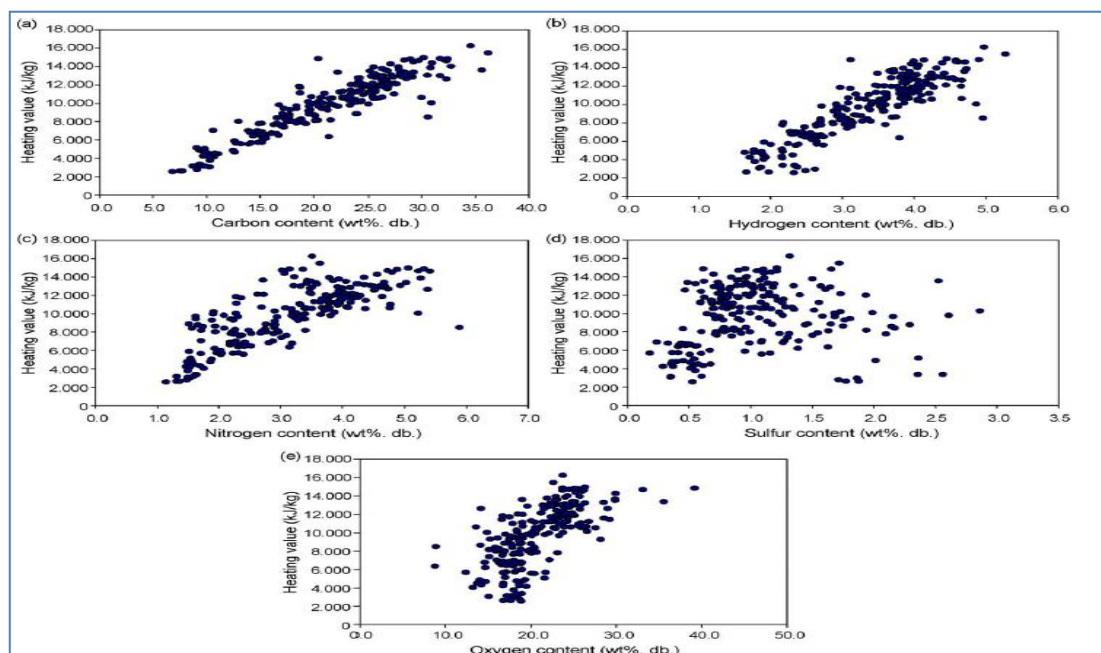 (a)
Heating value (kJ/kg)
18.000
16.000
14.000
12.000
10.000
8.000
6.000
4.000
2.000
0
0.0 5.0 10.0 15.0 20.0 25.0 30.0 35.0 40.0
Carbon content (wt%. db.)
(b)
Heating value (kJ/kg)
18.000
16.000
14.000
12.000
10.000
8.000
6.000
4.000
2.000
0
0.0 1.0 2.0 3.0 4.0 5.0 6.0
Hydrogen content (wt%. db.)
(c)
Heating value (kJ/kg)
18.000
16.000
14.000
12.000
10.000
8.000
6.000
4.000
2.000
0
0.0 1.0 2.0 3.0 4.0 5.0 6.0 7.0
Nitrogen content (wt%. db.)
(d)
Heating value (kJ/kg)
18.000
16.000
14.000
12.000
10.000
8.000
6.000
4.000
2.000
0
0.0 0.5 1.0 1.5 2.0 2.5 3.0 3.5
Sulfur content (wt%. db.)
(e)
Heating value (kJ/kg)
18.000
16.000
14.000
12.000
10.000
8.000
6.000
4.000
2.000
0
0.0 10.0 20.0 30.0 40.0 50.0
Oxygen content (wt%. db.)